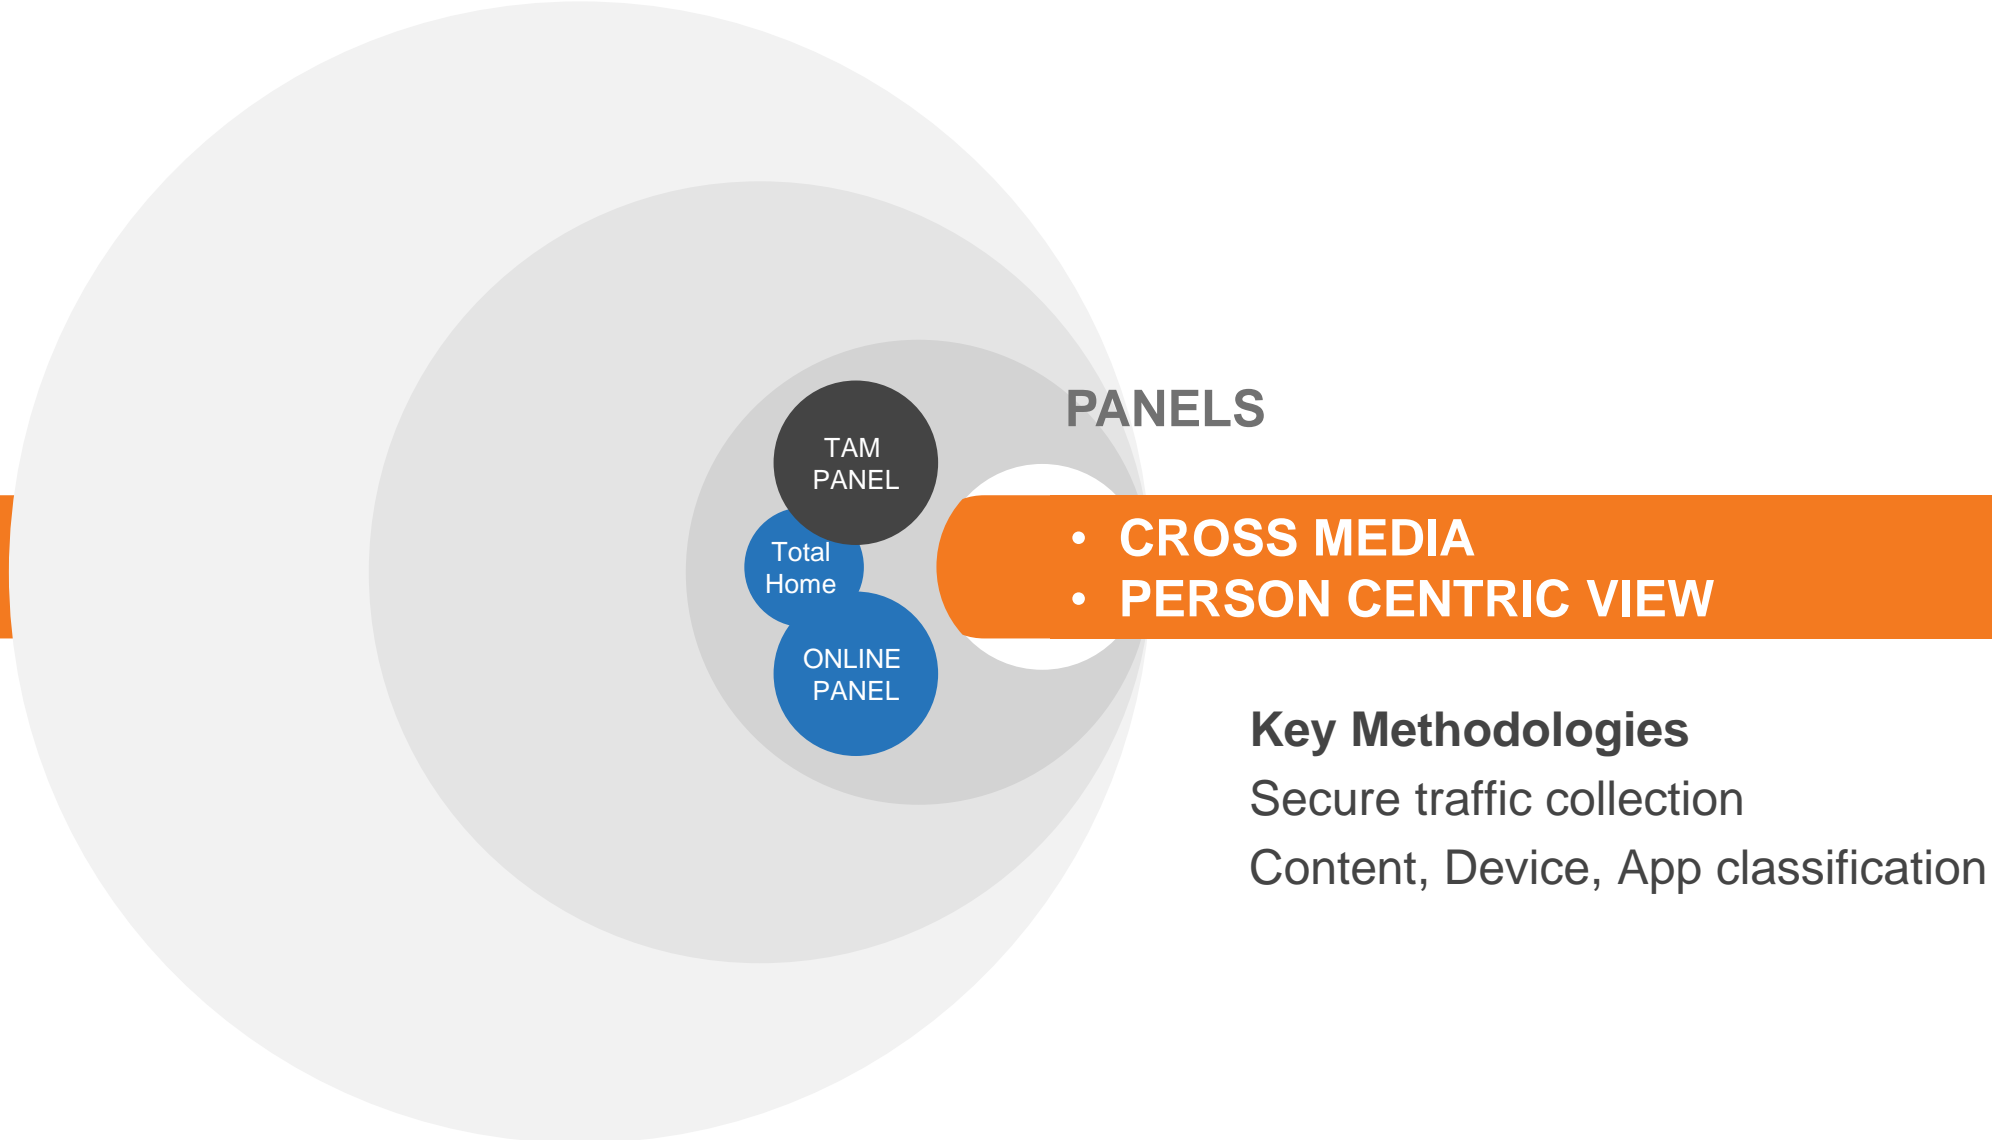 PANELS
TAM
PANEL
Total
Home
ONLINE
PANEL
• CROSS MEDIA
• PERSON CENTRIC VIEW
Key Methodologies
Secure traffic collection
Content, Device, App classification